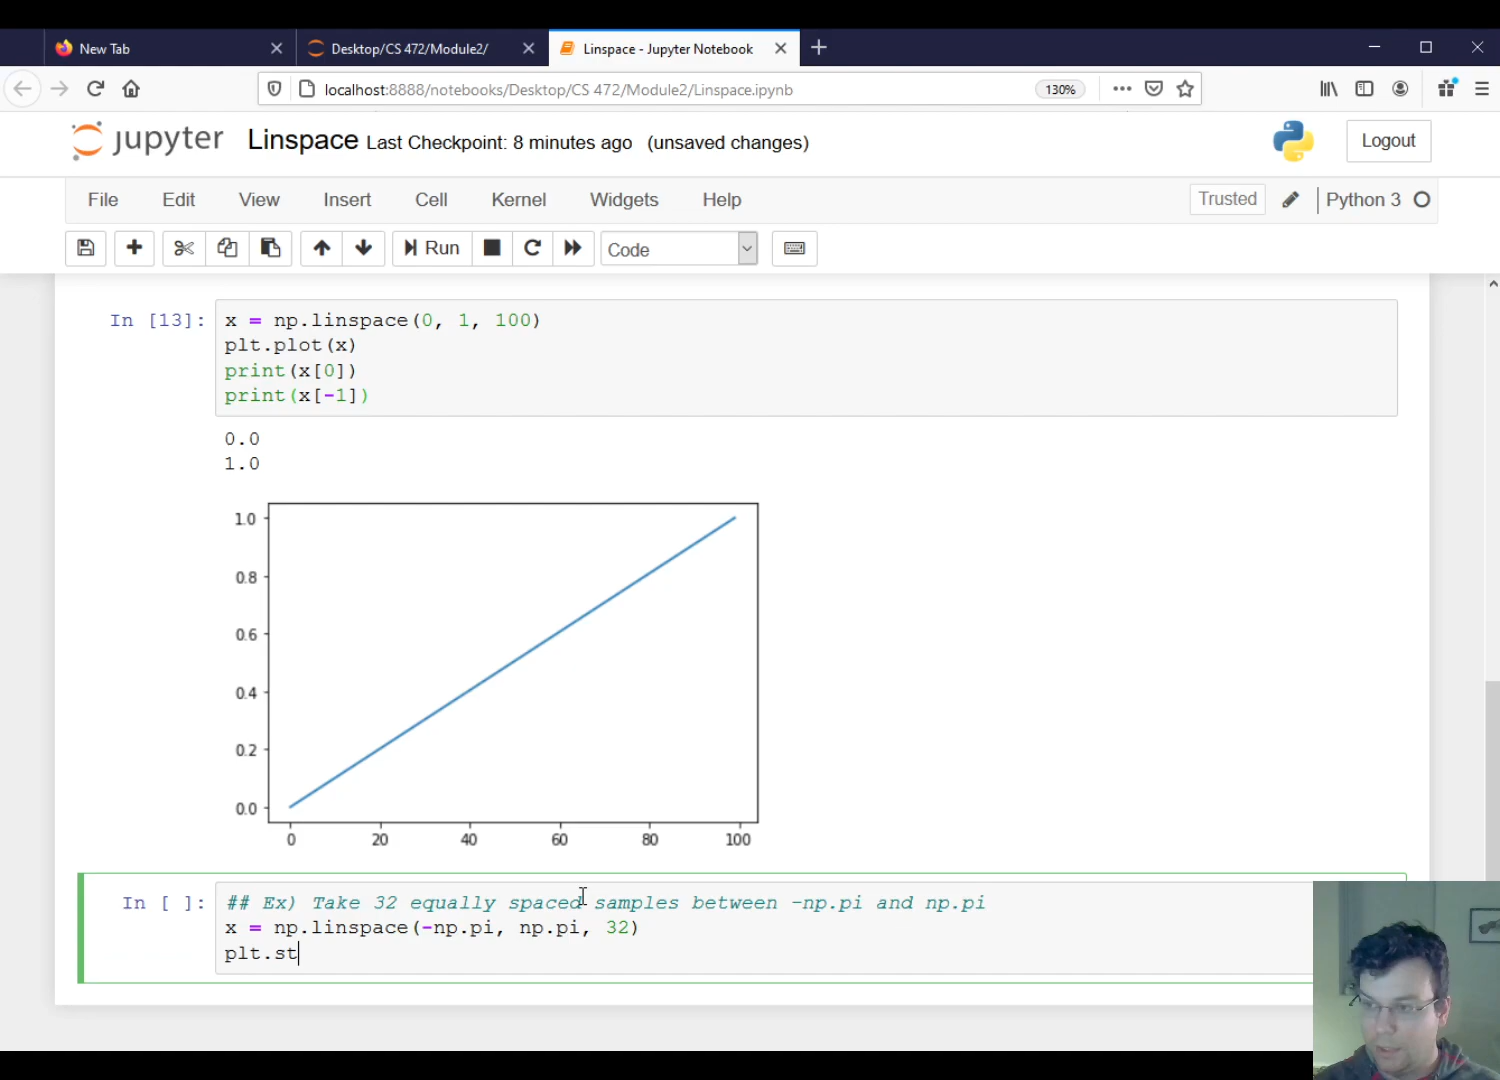 New Tab
Desktop/CS 472/Module2/
Linspace - Jupyter Notebook
localhost:8888/notebooks/Desktop/CS 472/Module2/Linspace.ipynb
130%
jupyter Linspace Last Checkpoint: 8 minutes ago (unsaved changes)
Logout
File Edit View Insert Cell Kernel Widgets Help
Trusted
Python 3
Run
Code
In [13]:
x = np.linspace(0, 1, 100)
plt.plot(x)
print(x[0])
print(x[-1])
0.0
1.0
1.0
0.8
0.6
0.4
0.2
0.0
0 20 40 60 80 100
In [ ]:
## Ex) Take 32 equally spaced samples between -np.pi and np.pi
x = np.linspace(-np.pi, np.pi, 32)
plt.st